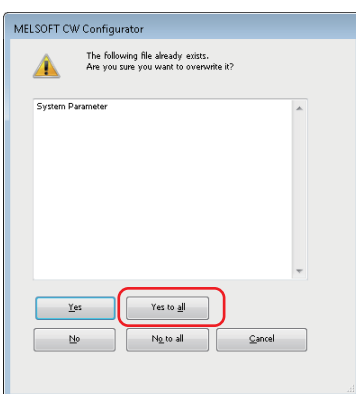 MELSOFT CW Configurator
The following file already exists.
Are you sure you want to overwrite it?
System Parameter
Yes
Yes to all
No
No to all
Cancel